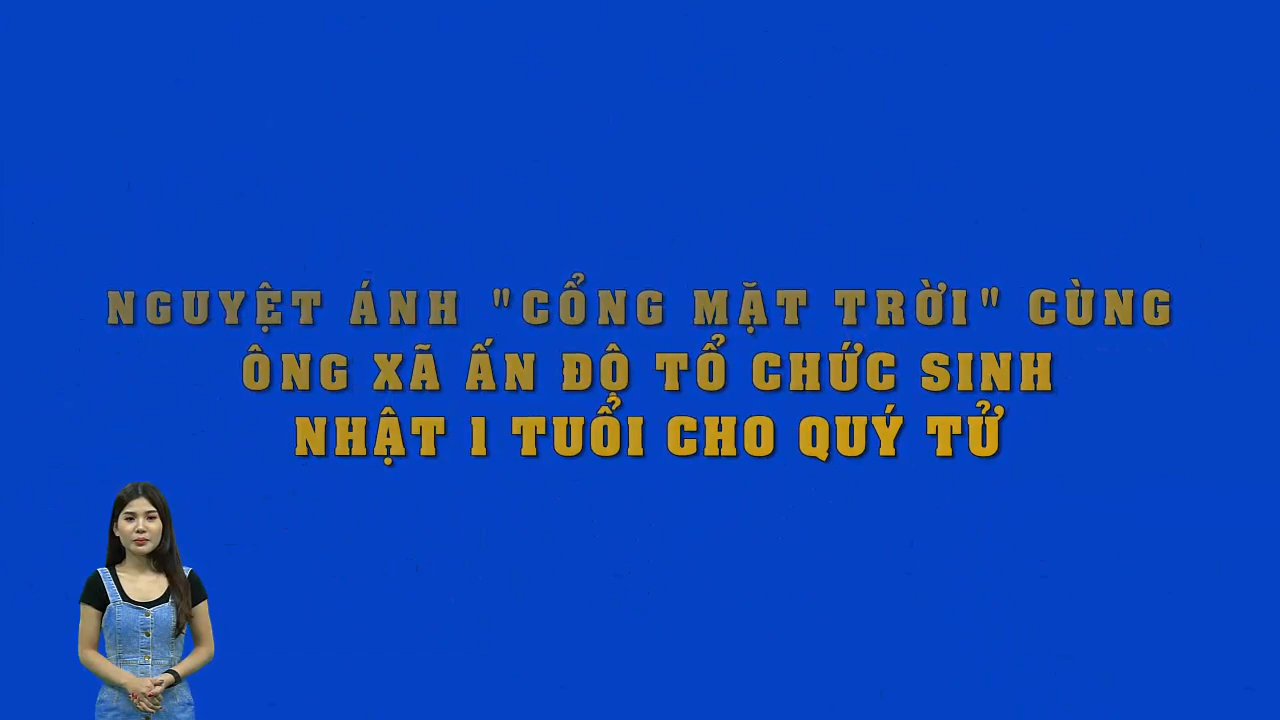 NGUYỆT ÁNH "CỔNG MẶT TRỜI" CÙNG
ÔNG XÃ ẤN ĐỘ TỔ CHỨC SINH
NHẬT 1 TUỔI CHO QUÝ TỬ